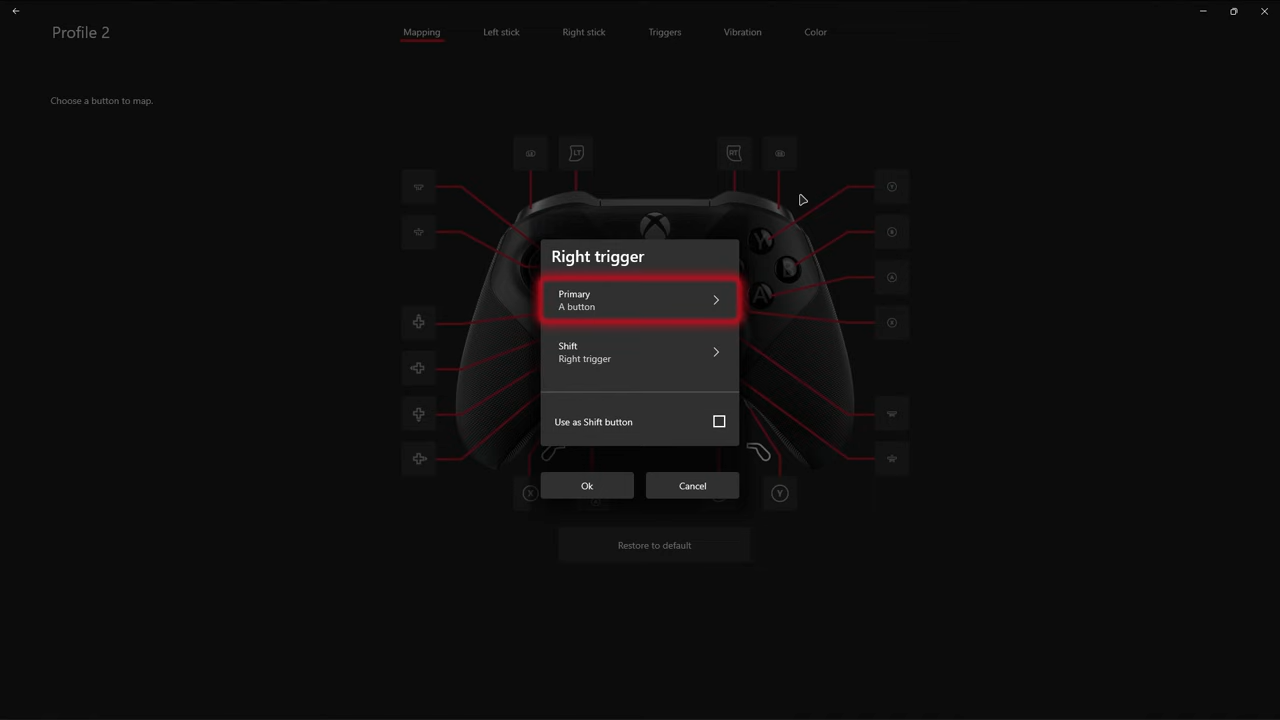 Profile 2
Mapping
Left stick
Right stick
Triggers
Vibration
Color
Choose a button to map.
LT
RT
Y
B
A
Right trigger
Primary
A button
Shift
Right trigger
Use as Shift button
X
Ok
Cancel
Y
Restore to default